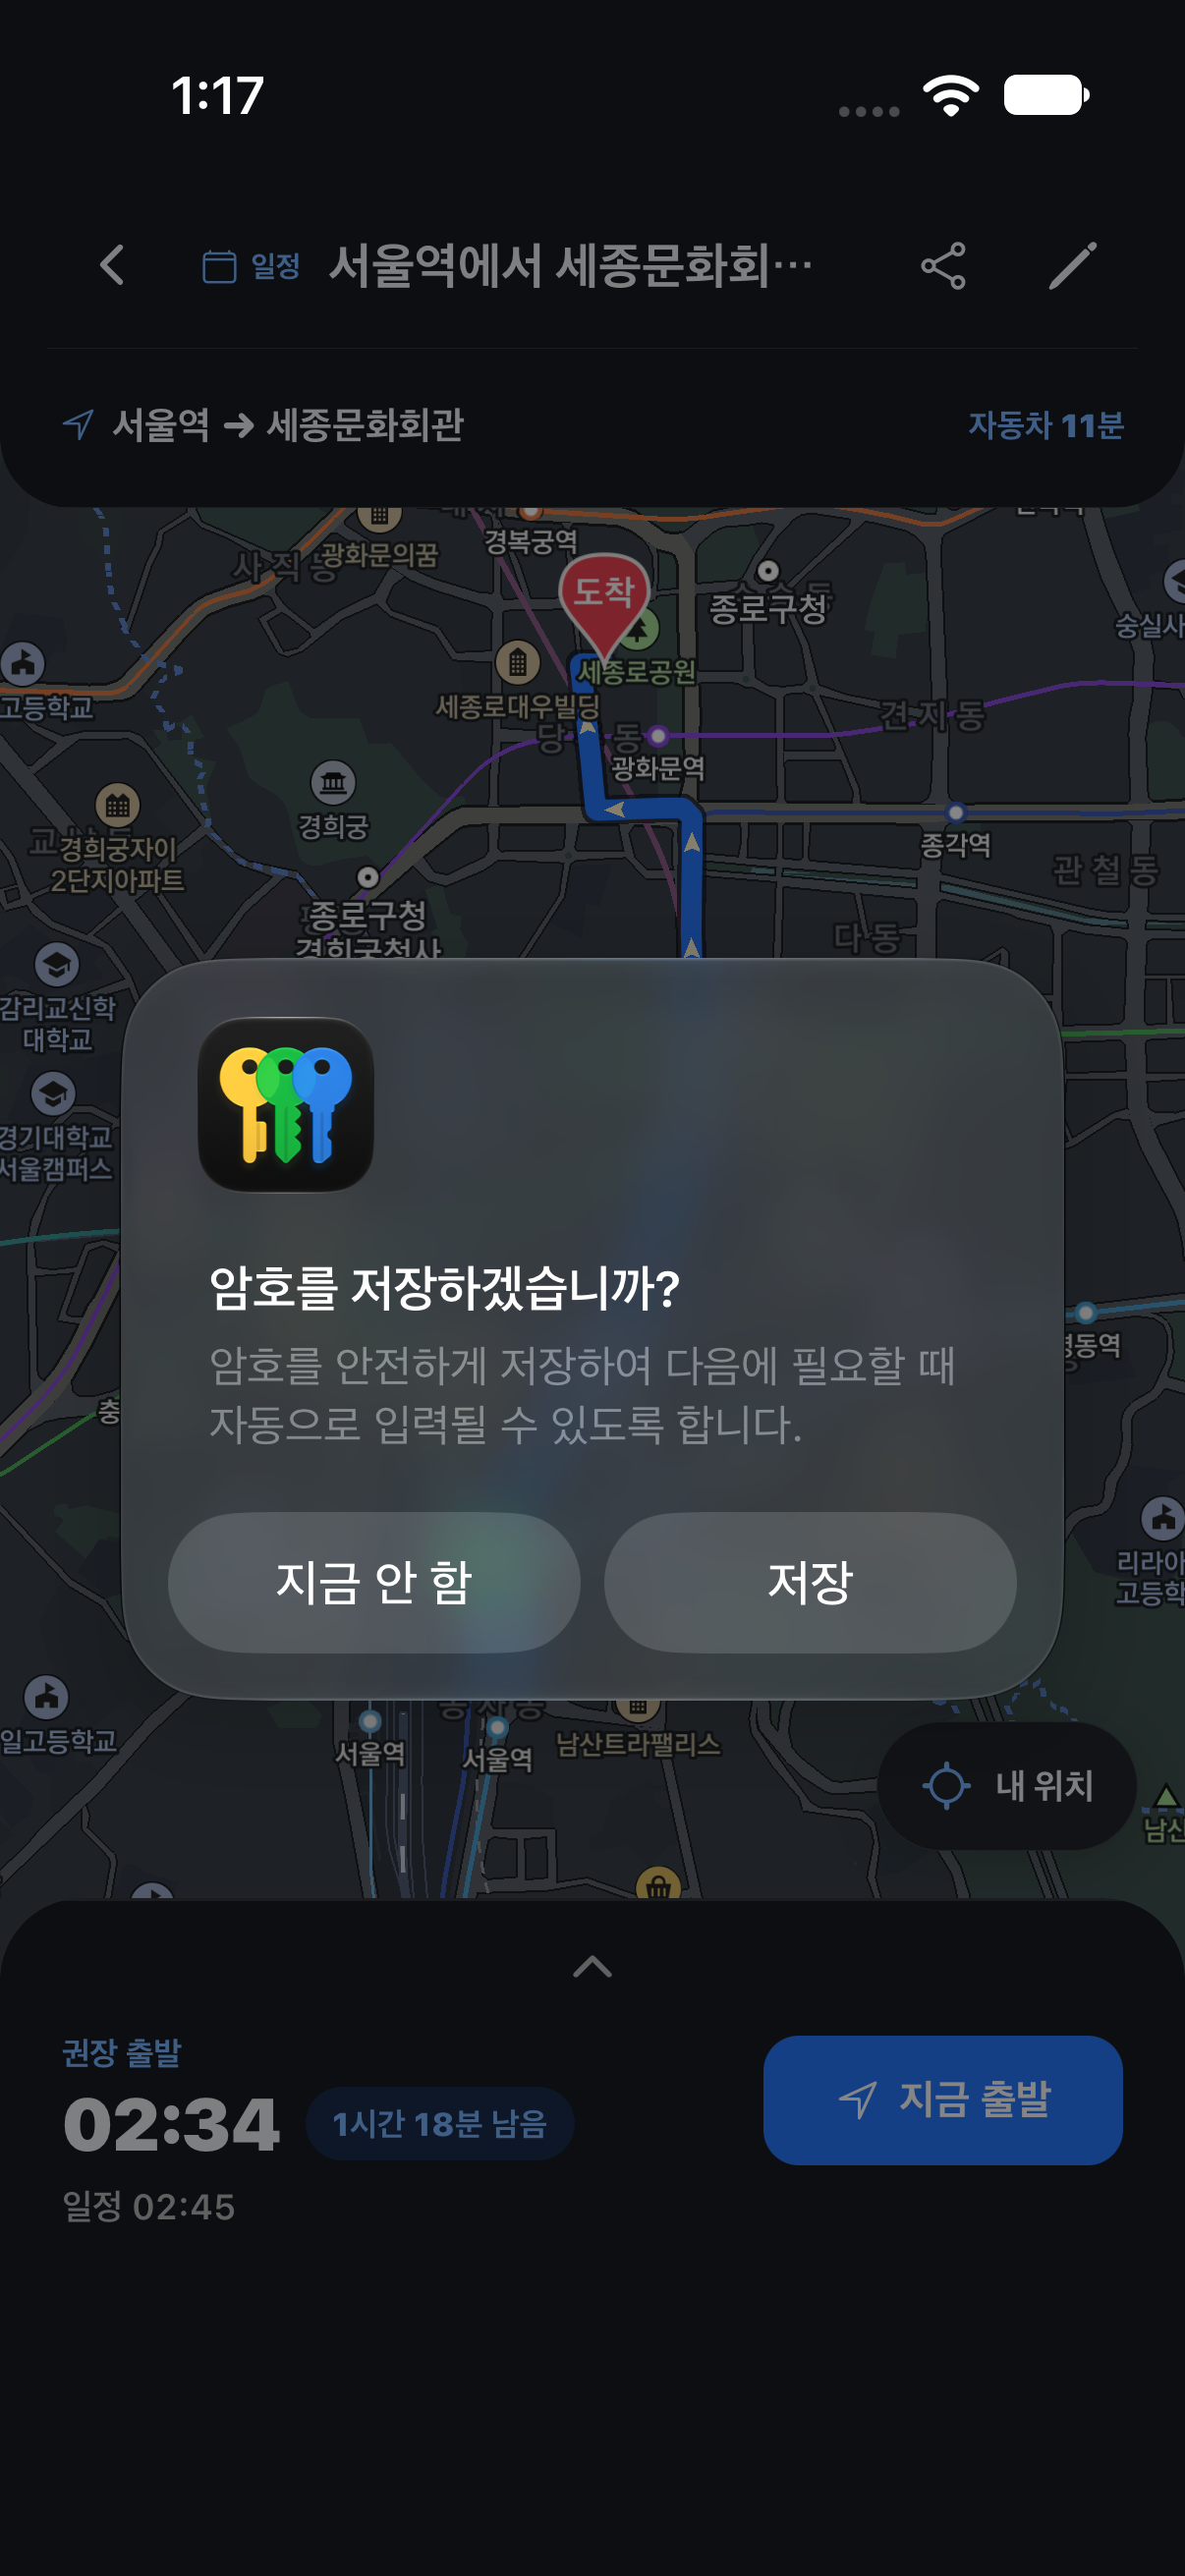 1:17
일정 서울역에서 세종문화회…
서울역 → 세종문화회관
자동차 11분
경복궁역
광화문의꿈
도착
종로구청
숭실사
세종로공원
고등학교
세종로대우빌딩
견지동
광화문역
경희궁
종각역
경희궁자이
2단지아파트
관철동
종로구청
경희궁청사
다동
감리교신학
대학교
경기대학교
서울캠퍼스
암호를 저장하겠습니까?
암호를 안전하게 저장하여 다음에 필요할 때
자동으로 입력될 수 있도록 합니다.
명동역
충
지금 안 함
저장
리라아
고등학
일고등학교
서울역
서울역
남산트라팰리스
내 위치
남산
권장 출발
02:34
1시간 18분 남음
지금 출발
일정 02:45